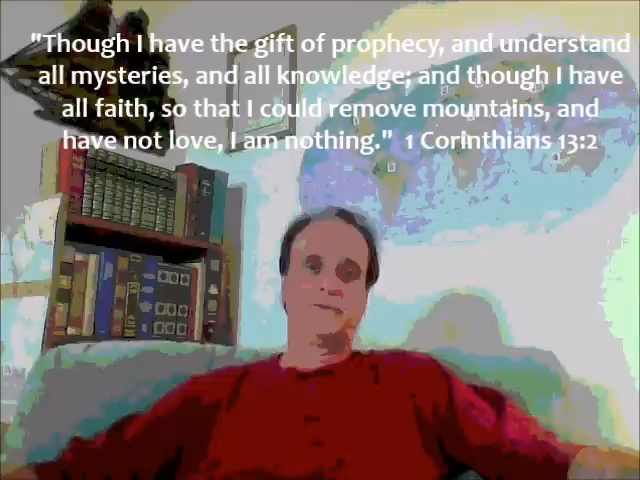 "Though I have the gift of prophecy, and understand
all mysteries, and all knowledge; and though I have
all faith, so that I could remove mountains, and
have not love, I am nothing."  1 Corinthians 13:2